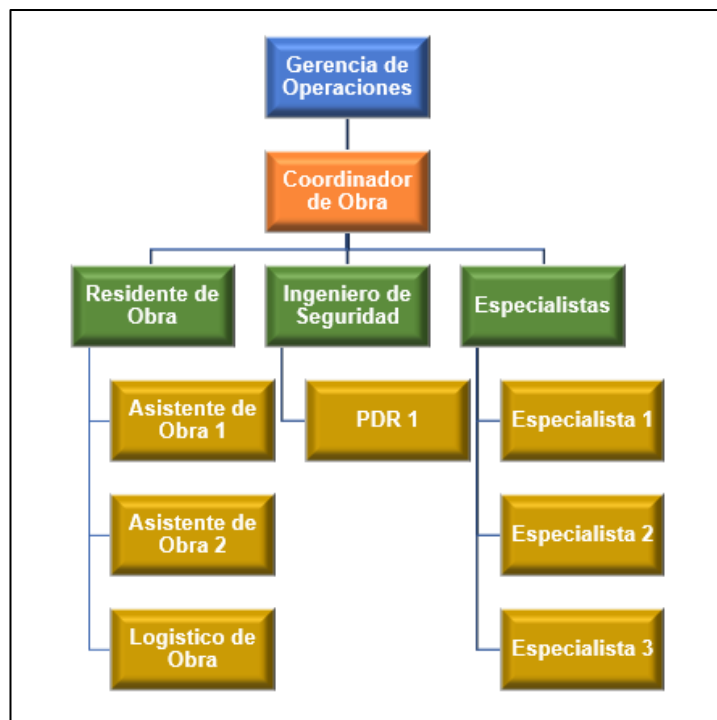 Gerencia de
Operaciones
Coordinador
de Obra
Residente de
Obra
Ingeniero de
Seguridad
Especialistas
Asistente de
Obra 1
PDR 1
Especialista 1
Asistente de
Obra 2
Especialista 2
Logistico de
Obra
Especialista 3